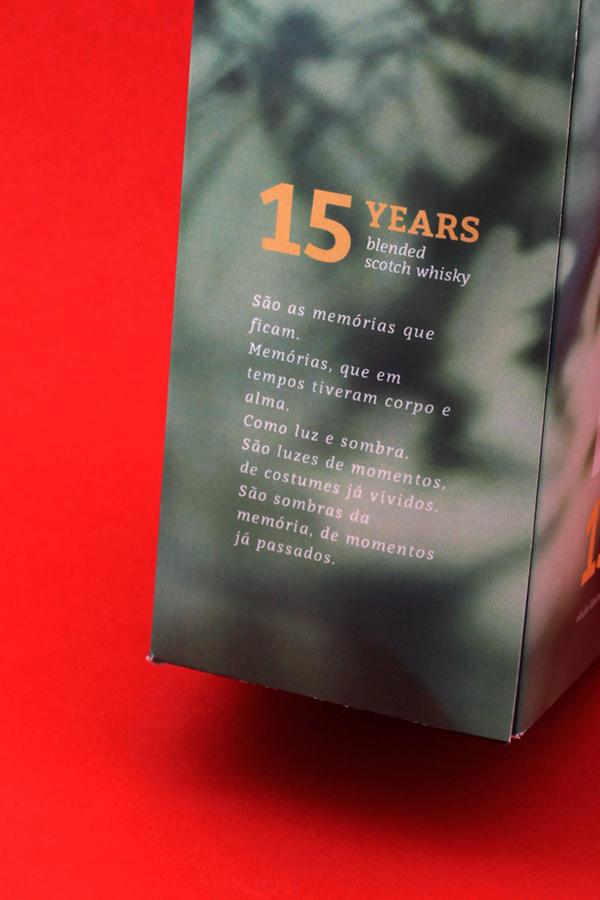 15 YEARS
blended
scotch whisky
São as memórias que
ficam.
Memórias, que em
tempos tiveram corpo e
alma.
Como luz e sombra.
São luzes de momentos,
de costumes já vividos.
São sombras da
memória, de momentos
já passados.